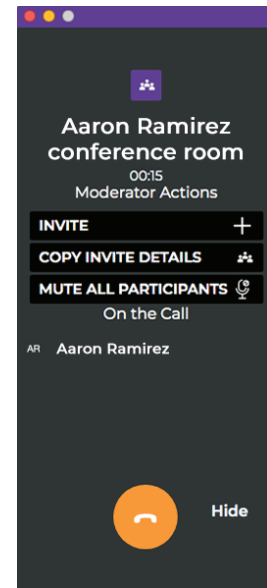 Aaron Ramirez
conference room
00:15
Moderator Actions
INVITE
COPY INVITE DETAILS
MUTE ALL PARTICIPANTS
On the Call
AR Aaron Ramirez
Hide